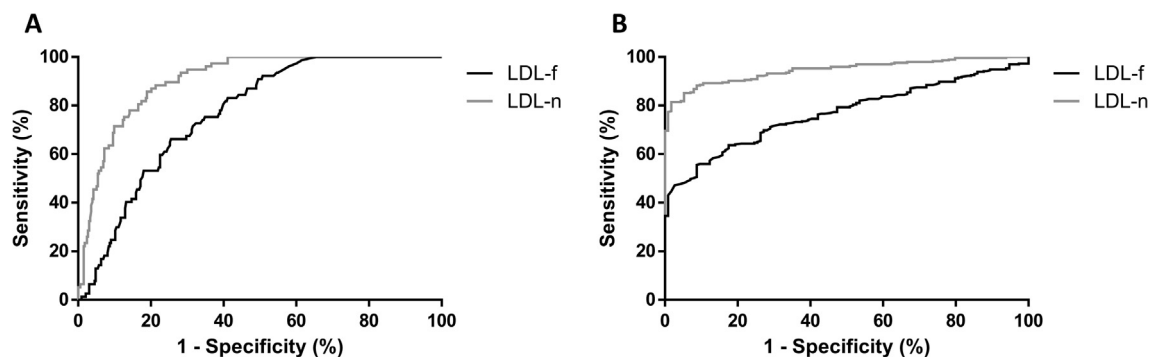 A
100
80
60
40
20
0
Sensitivity (%)
0 20 40 60 80 100
1 - Specificity (%)
LDL-f
LDL-n
B
100
80
60
40
20
0
Sensitivity (%)
0 20 40 60 80 100
1 - Specificity (%)
LDL-f
LDL-n